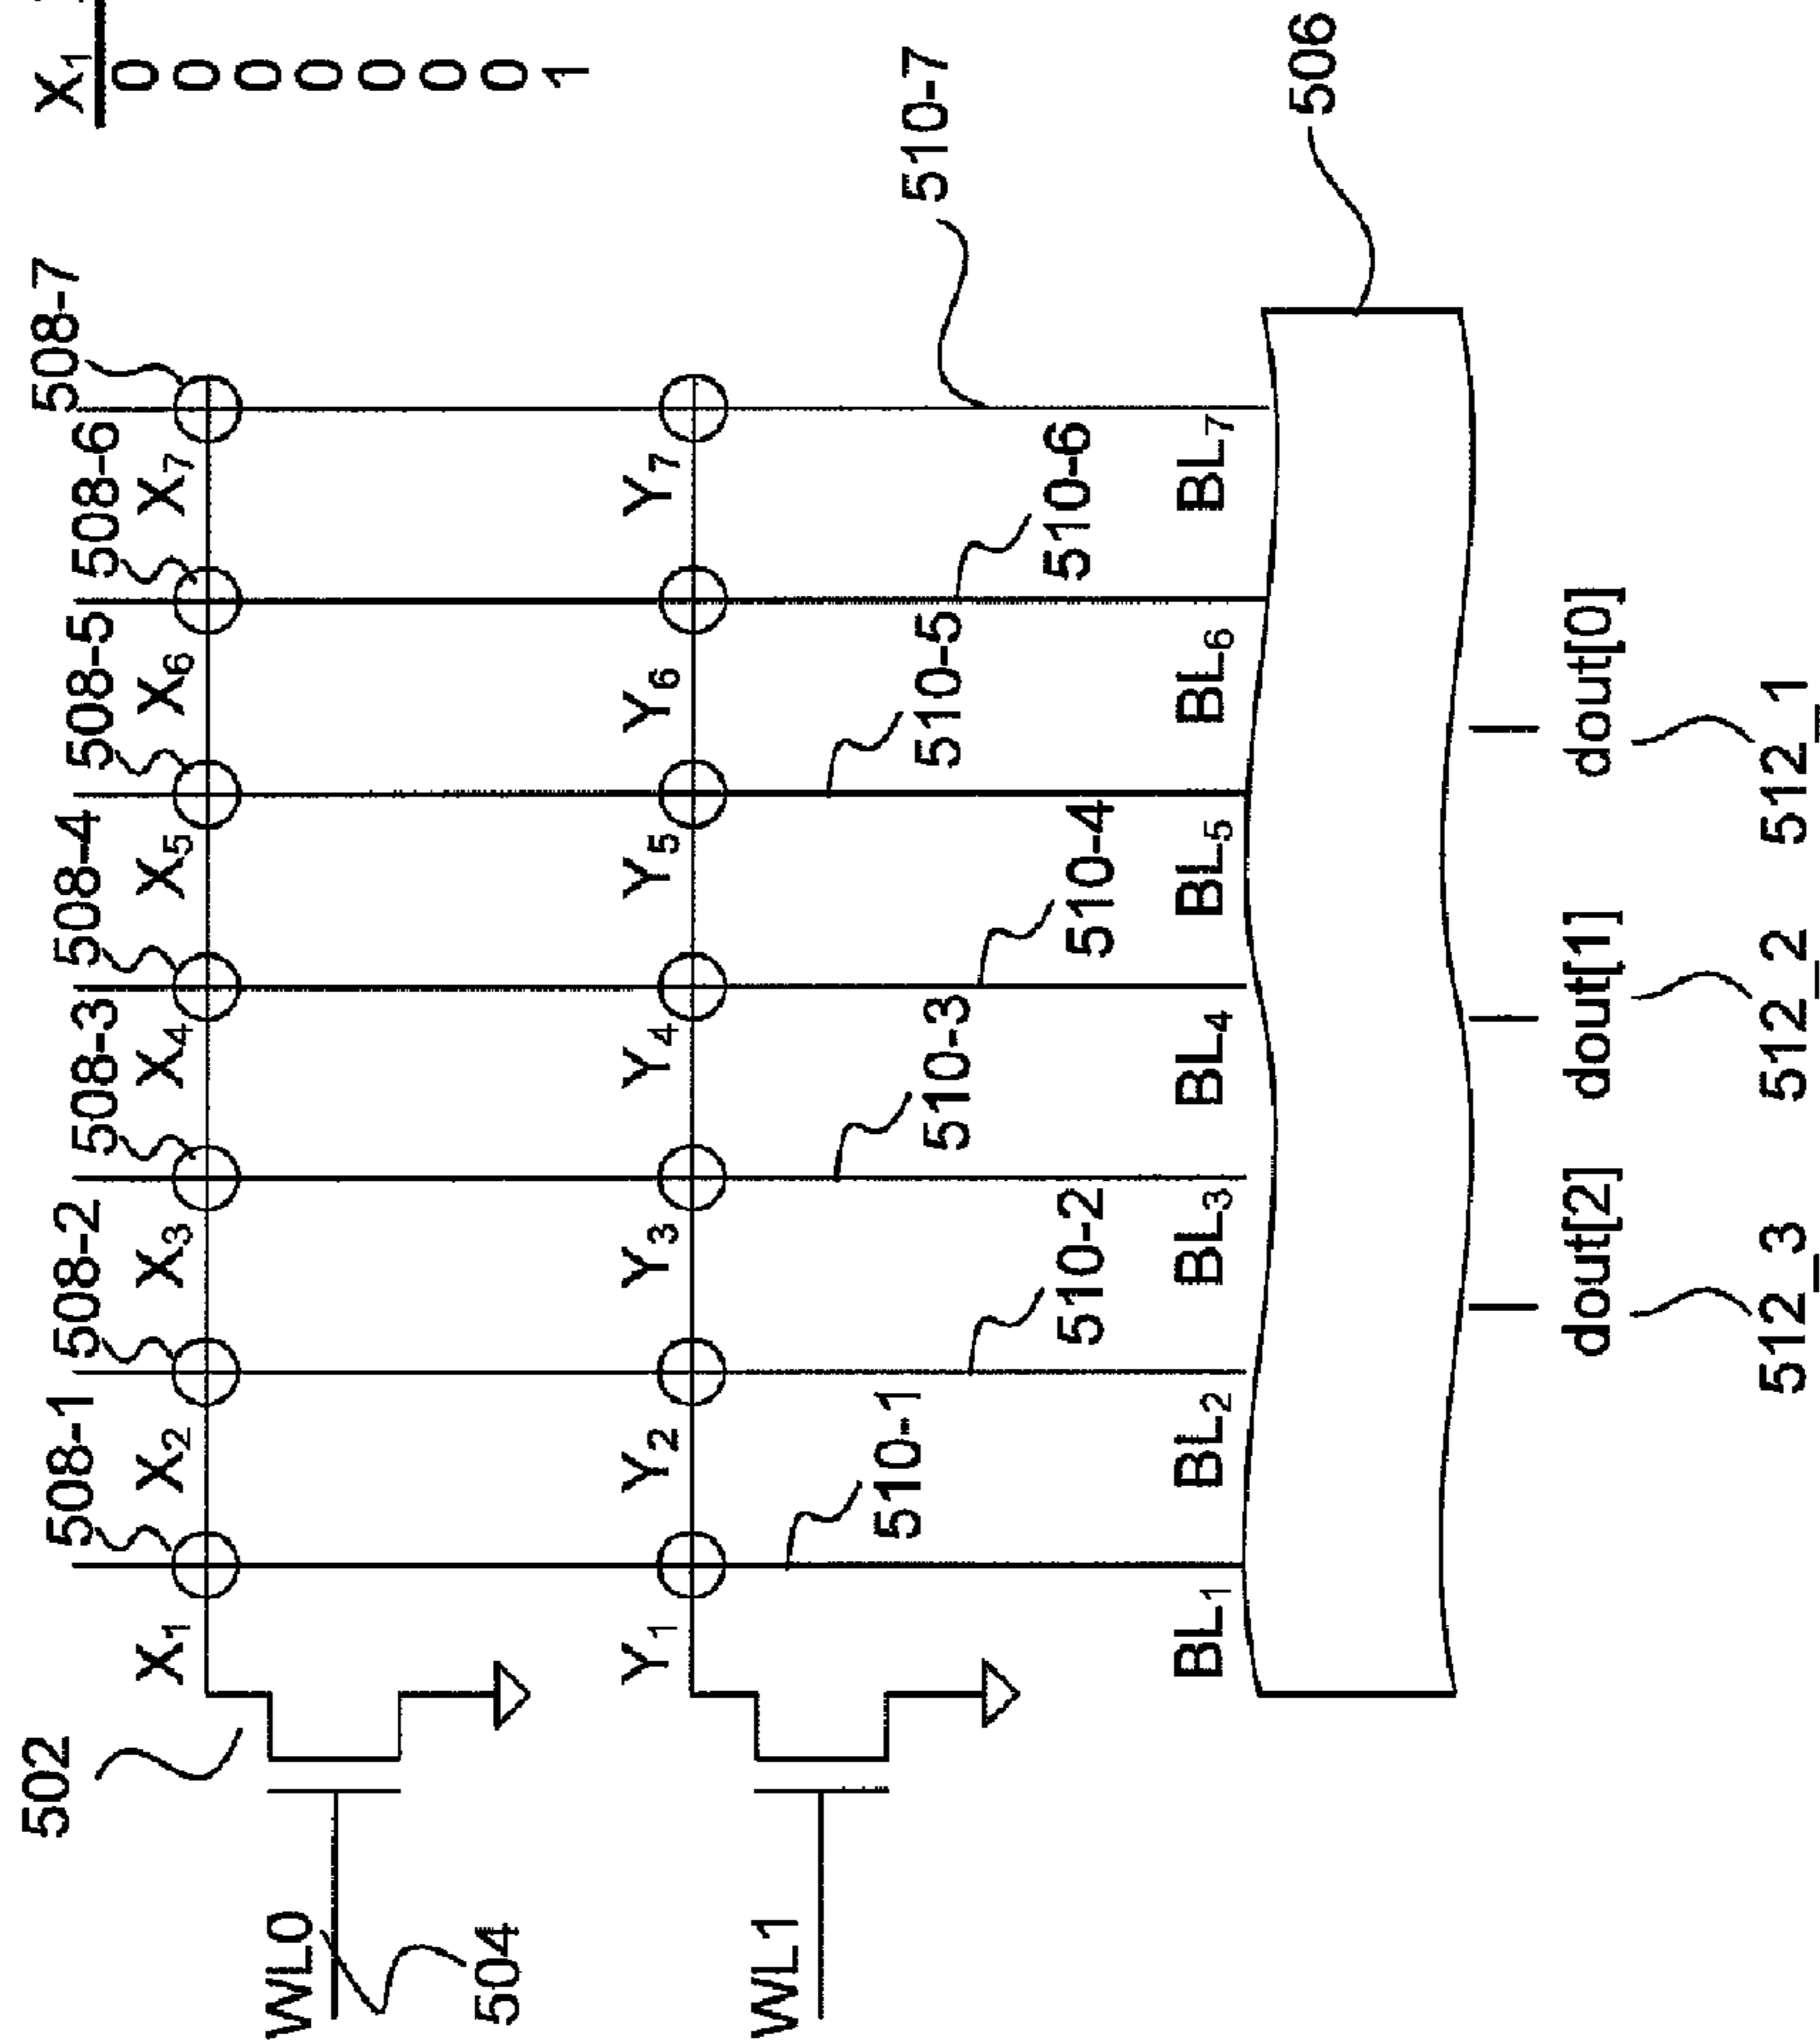 502 508-1 508-2 508-3 508-4 508-5 508-6 508-7
X₁ X₂ X₃ X₄ X₅ X₆ X₇
WL0
504
Y₁ Y₂ Y₃ Y₄ Y₅ Y₆ Y₇
WL1
510-1 510-2 510-3 510-4 510-5 510-6 510-7
BL₁ BL₂ BL₃ BL₄ BL₅ BL₆ BL₇
506
dout[2] dout[1] dout[0]
512_3 512_2 512_1
X₁
0
0
0
0
0
0
0
1